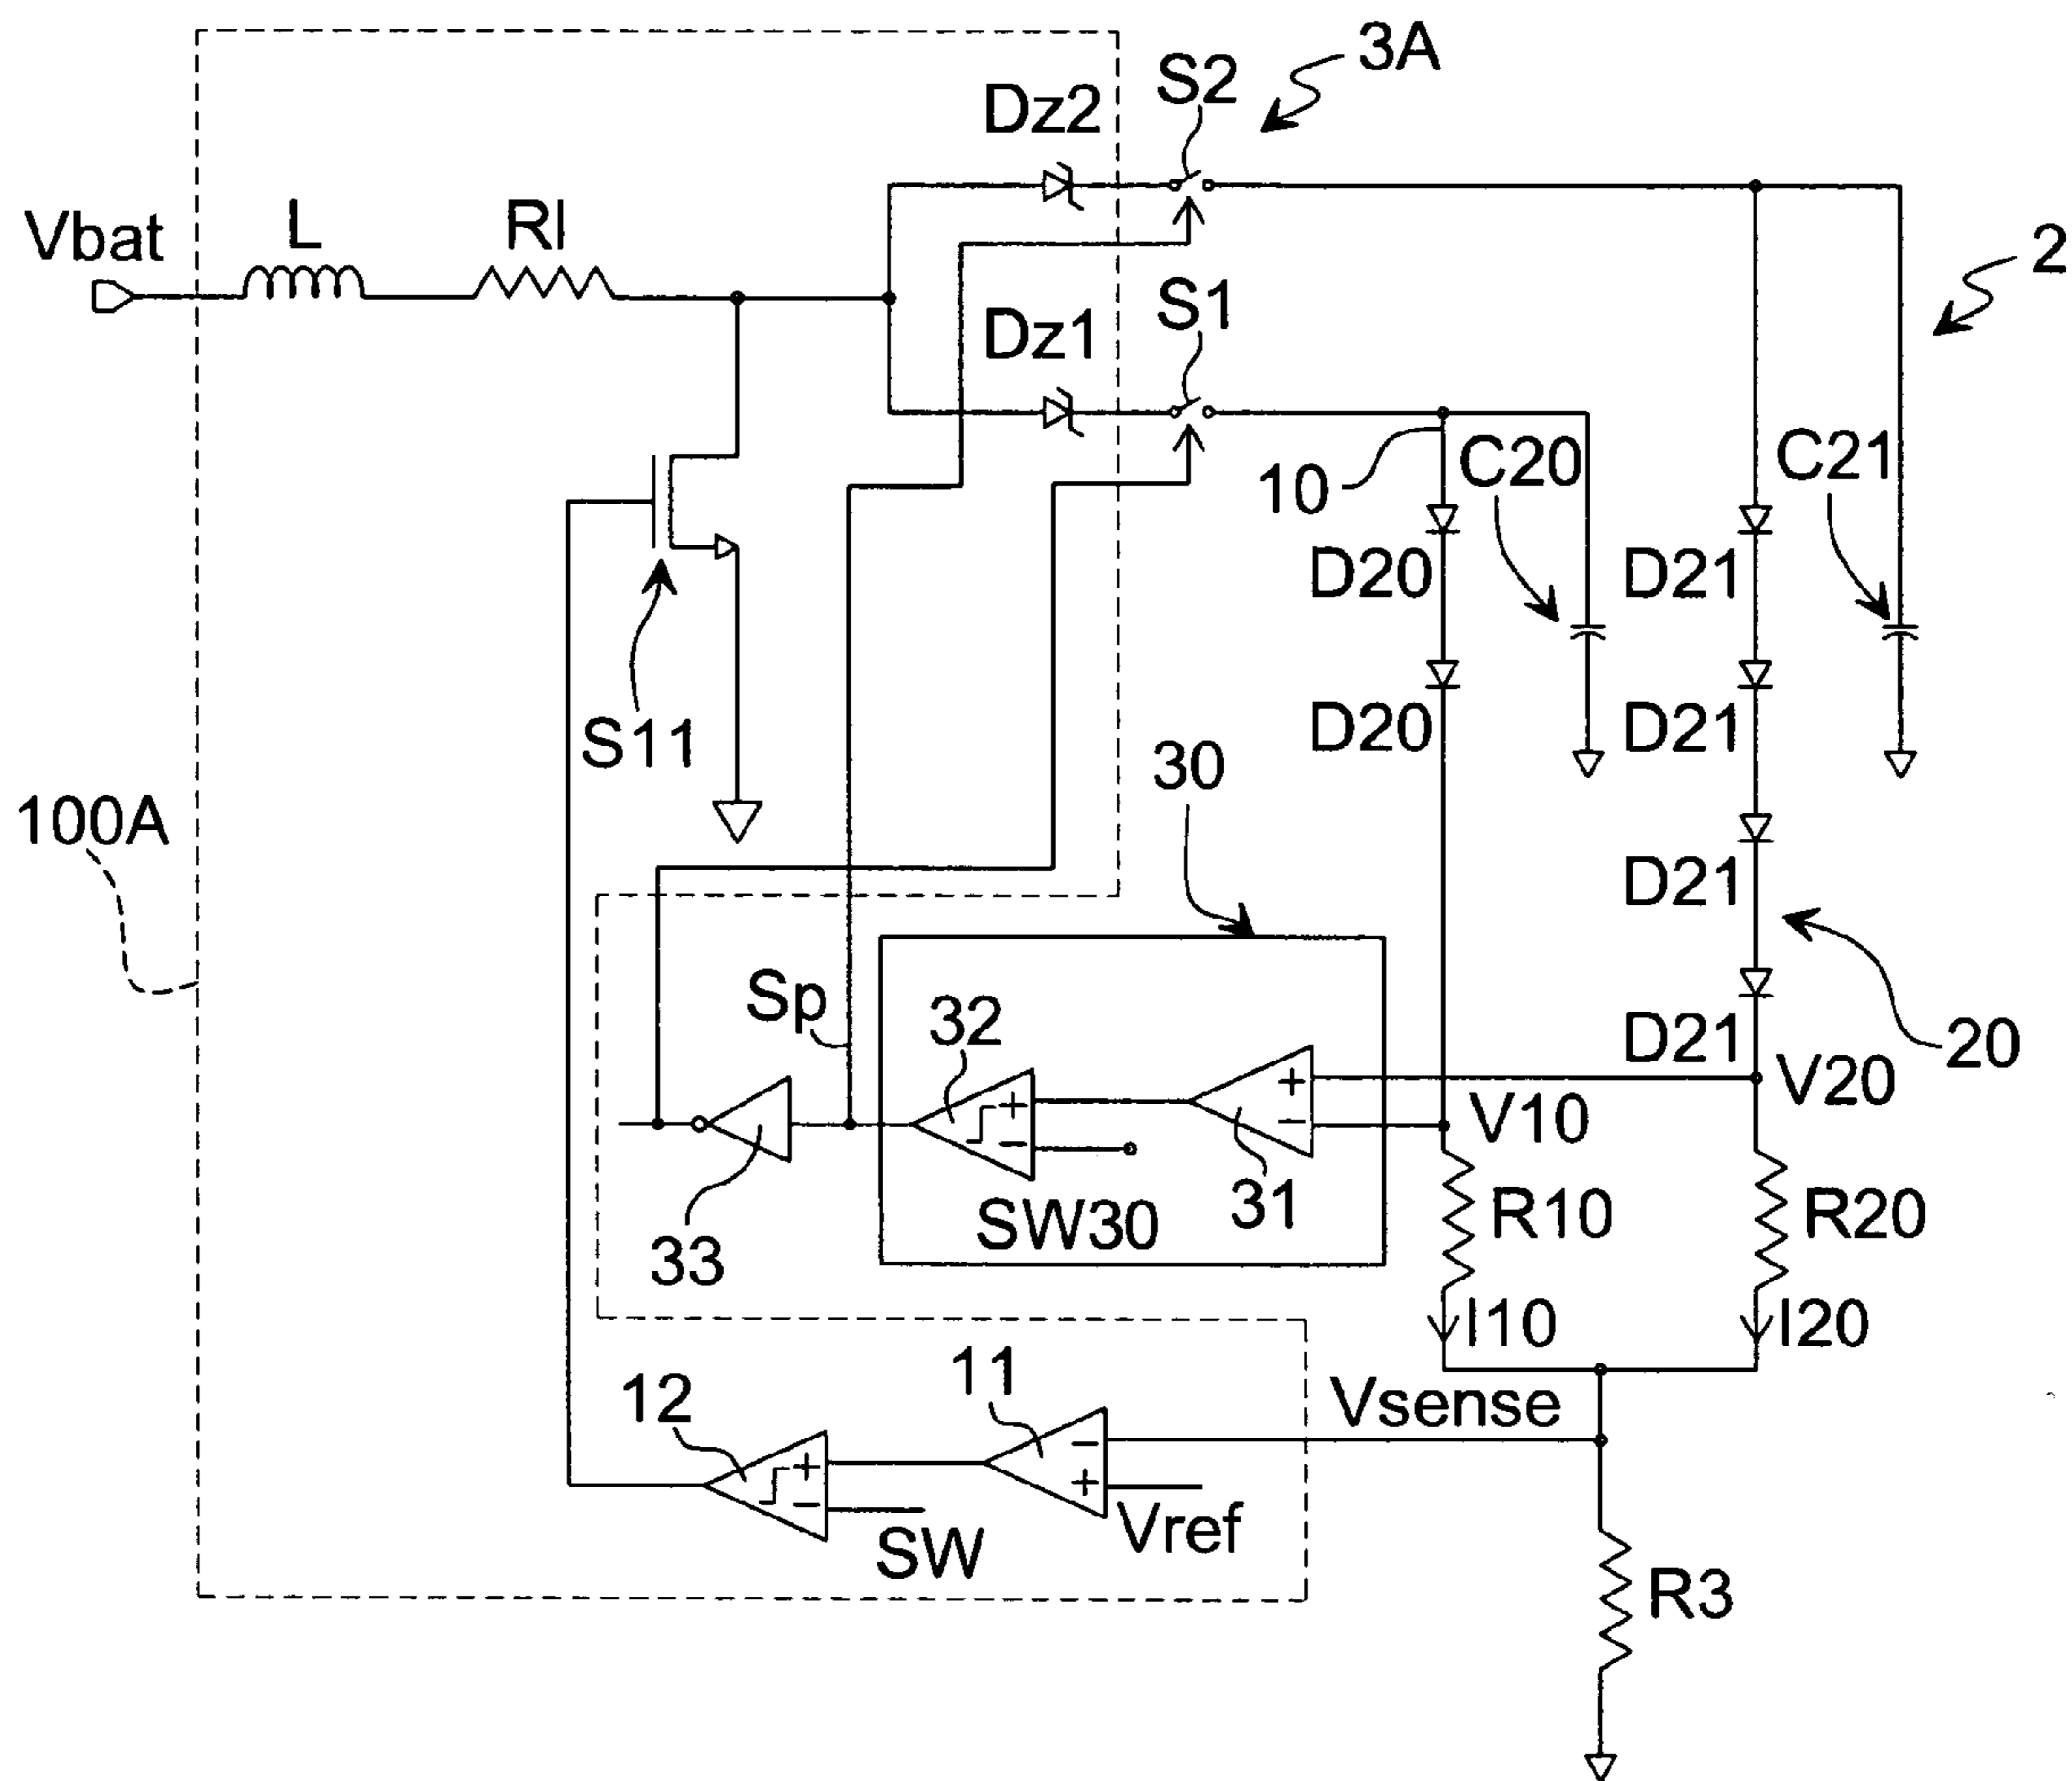 3A
S2
Dz2
Vbat
L
Rl
2
S1
Dz1
10
C20
C21
D20
D21
S11
D20
D21
30
100A
D21
Sp
32
+
-
+
-
D21
20
V20
V10
33
SW30
31
R10
R20
I10
I20
12
11
Vsense
+
-
-
+
SW
Vref
R3